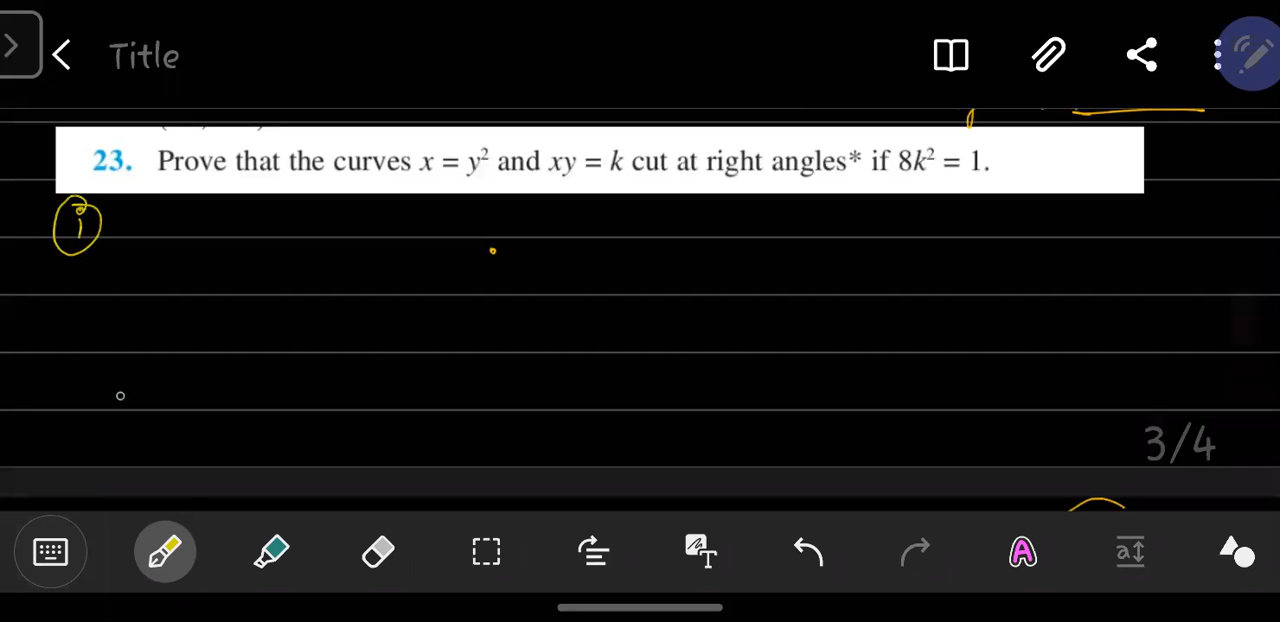 Title
23. Prove that the curves x = y² and xy = k cut at right angles* if 8k² = 1.
i
3/4